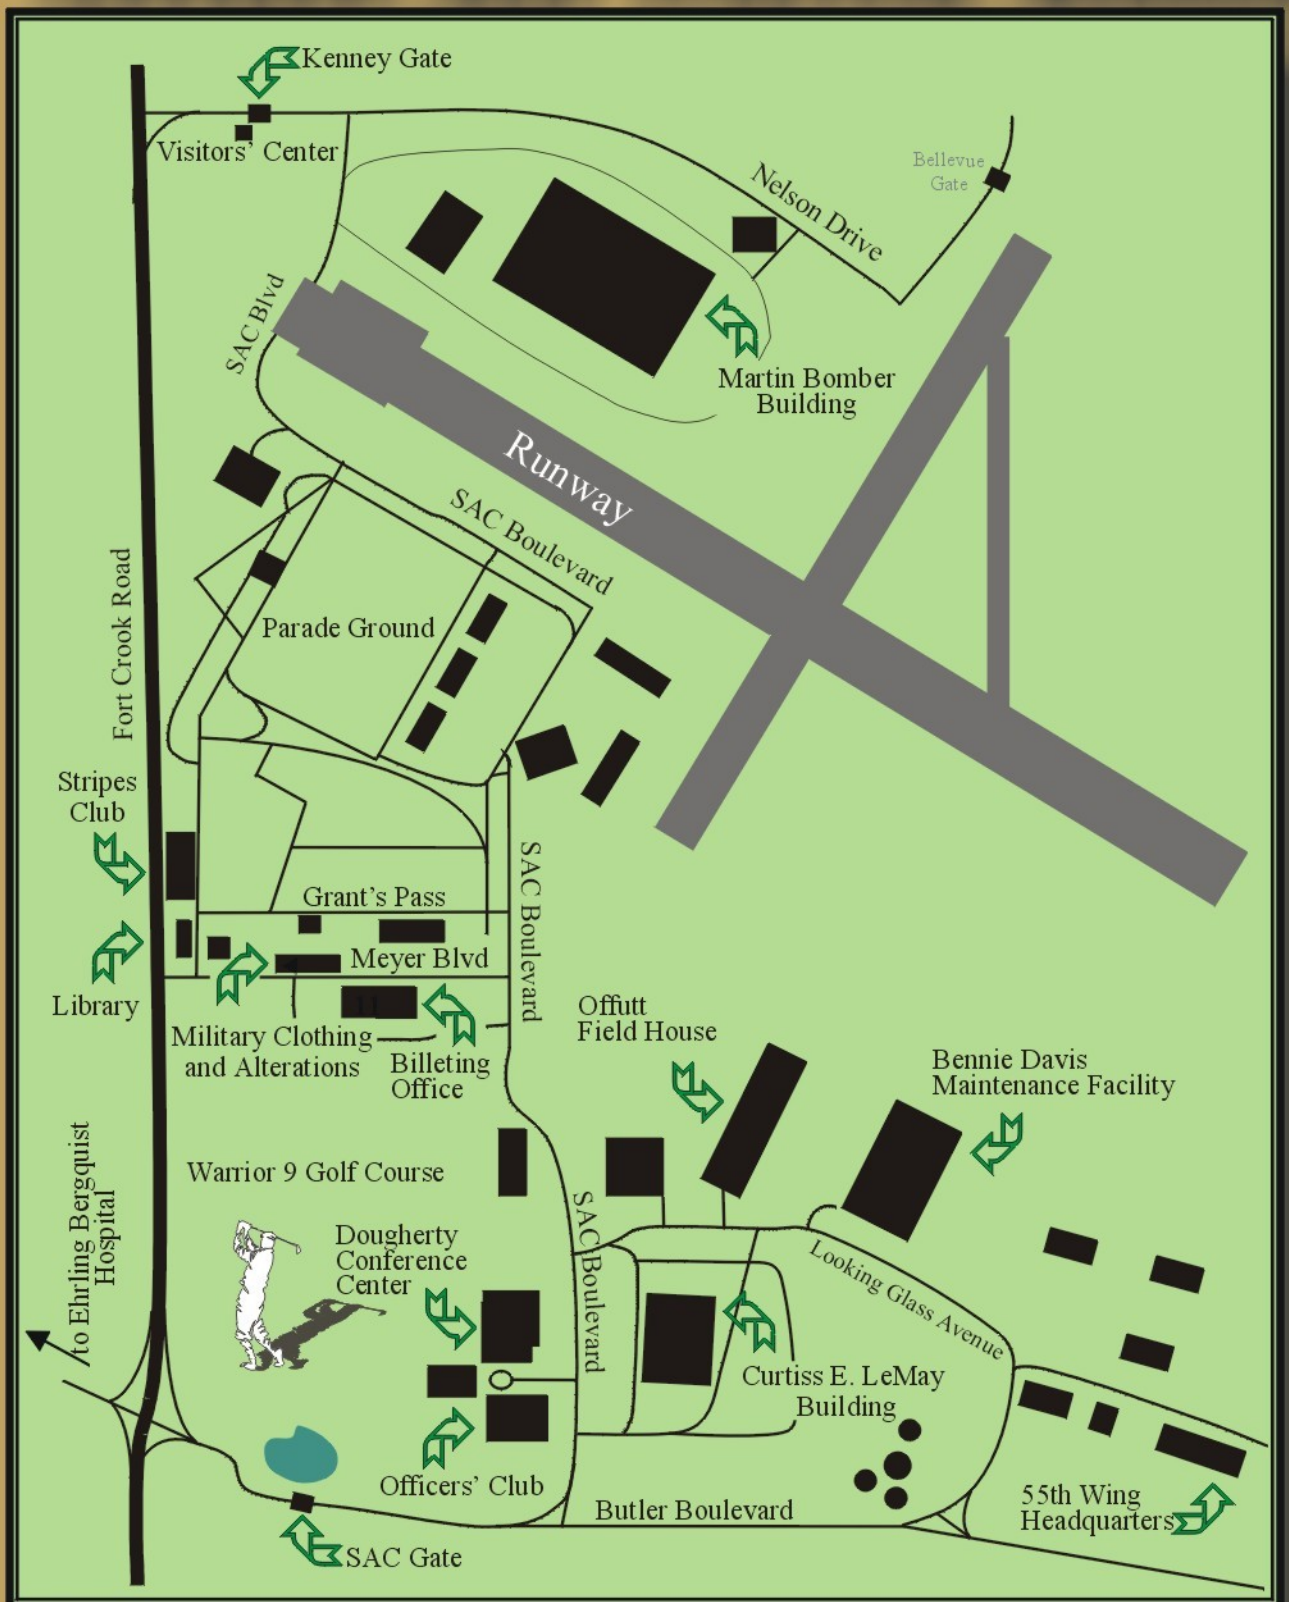 Kenney Gate
Visitors' Center
Bellevue
Gate
Nelson Drive
SAC Blvd
Martin Bomber
Building
Runway
SAC Boulevard
Fort Crook Road
Parade Ground
Stripes
Club
SAC Boulevard
Grant's Pass
Meyer Blvd
Library
Military Clothing
and Alterations
Billeting
Office
Offutt
Field House
Bennie Davis
Maintenance Facility
to Ehrling Bergquist
Hospital
Warrior 9 Golf Course
SAC Boulevard
Dougherty
Conference
Center
Looking Glass Avenue
Curtiss E. LeMay
Building
Officers' Club
Butler Boulevard
55th Wing
Headquarters
SAC Gate